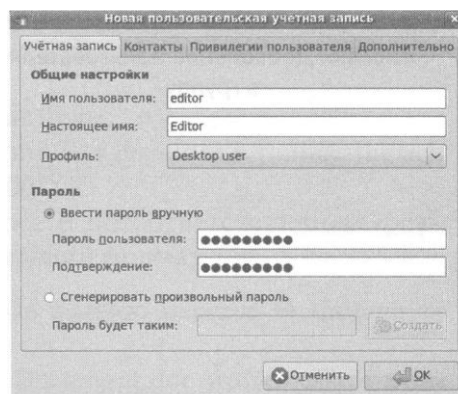 Новая пользовательская учетная запись
Учётная запись Контакты Привилегии пользователя Дополнительно
Общие настройки
Имя пользователя: editor
Настоящее имя: Editor
Профиль: Desktop user
Пароль
Ввести пароль вручную
Пароль пользователя: ●●●●●●●●●
Подтверждение: ●●●●●●●●●
Сгенерировать произвольный пароль
Пароль будет таким: Создать
Отменить OK